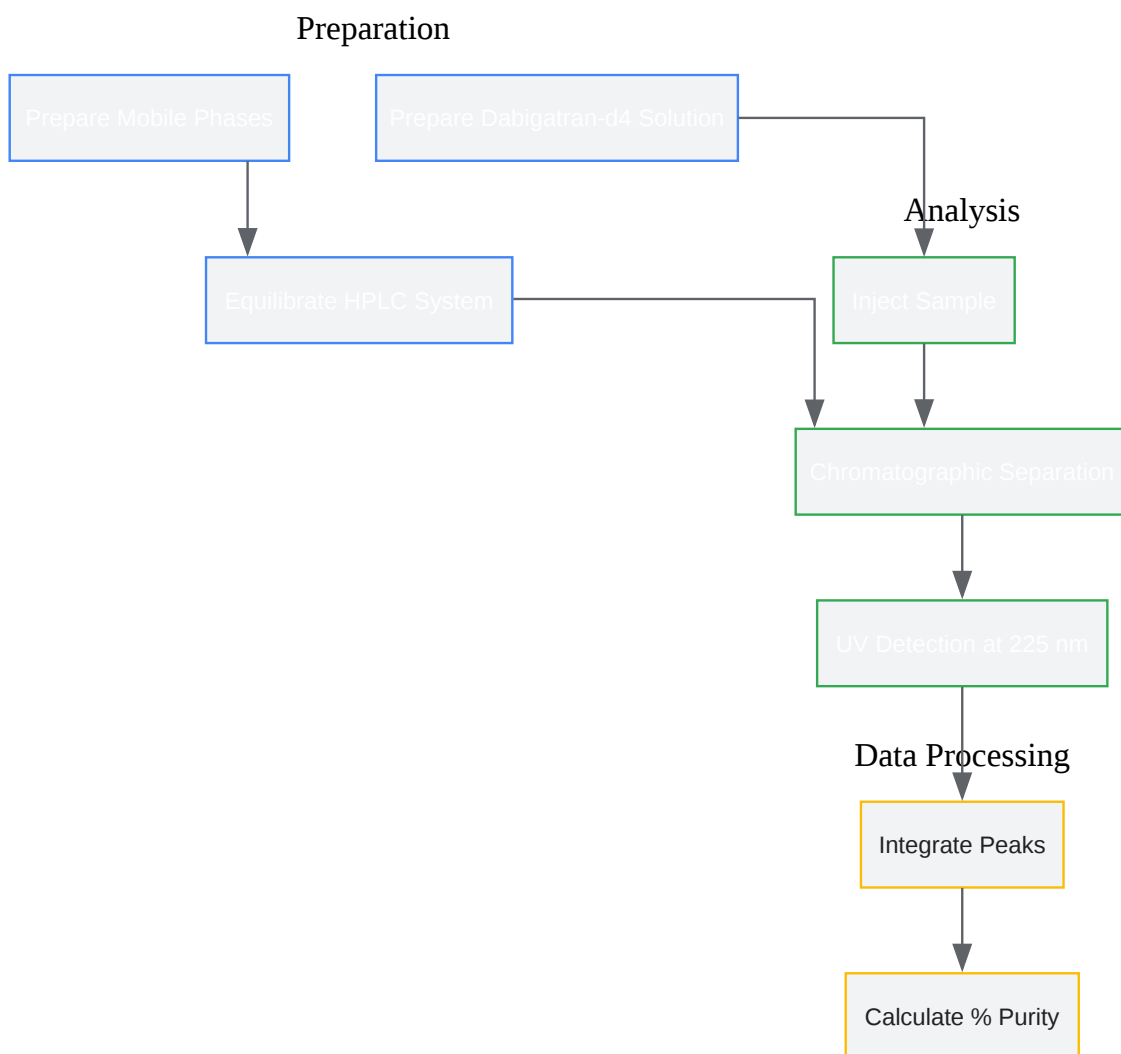 Preparation
Prepare Mobile Phases
Prepare Dabigatran-d4 Solution
Analysis
Equilibrate HPLC System
Inject Sample
Chromatographic Separation
UV Detection at 225 nm
Data Processing
Integrate Peaks
Calculate % Purity